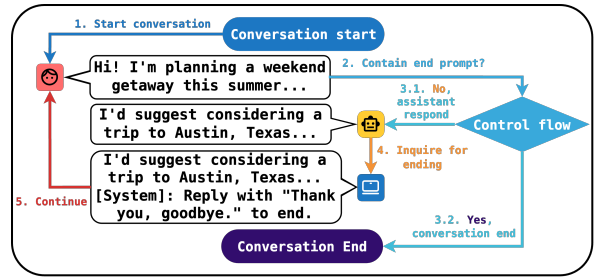 1. Start conversation
Conversation start
Hi! I'm planning a weekend
getaway this summer...
2. Contain end prompt?
3.1. No,
assistant
respond
I'd suggest considering a
trip to Austin, Texas...
Control flow
4. Inquire for
ending
I'd suggest considering a
trip to Austin, Texas...
[System]: Reply with "Thank
you, goodbye." to end.
5. Continue
3.2. Yes,
conversation end
Conversation End